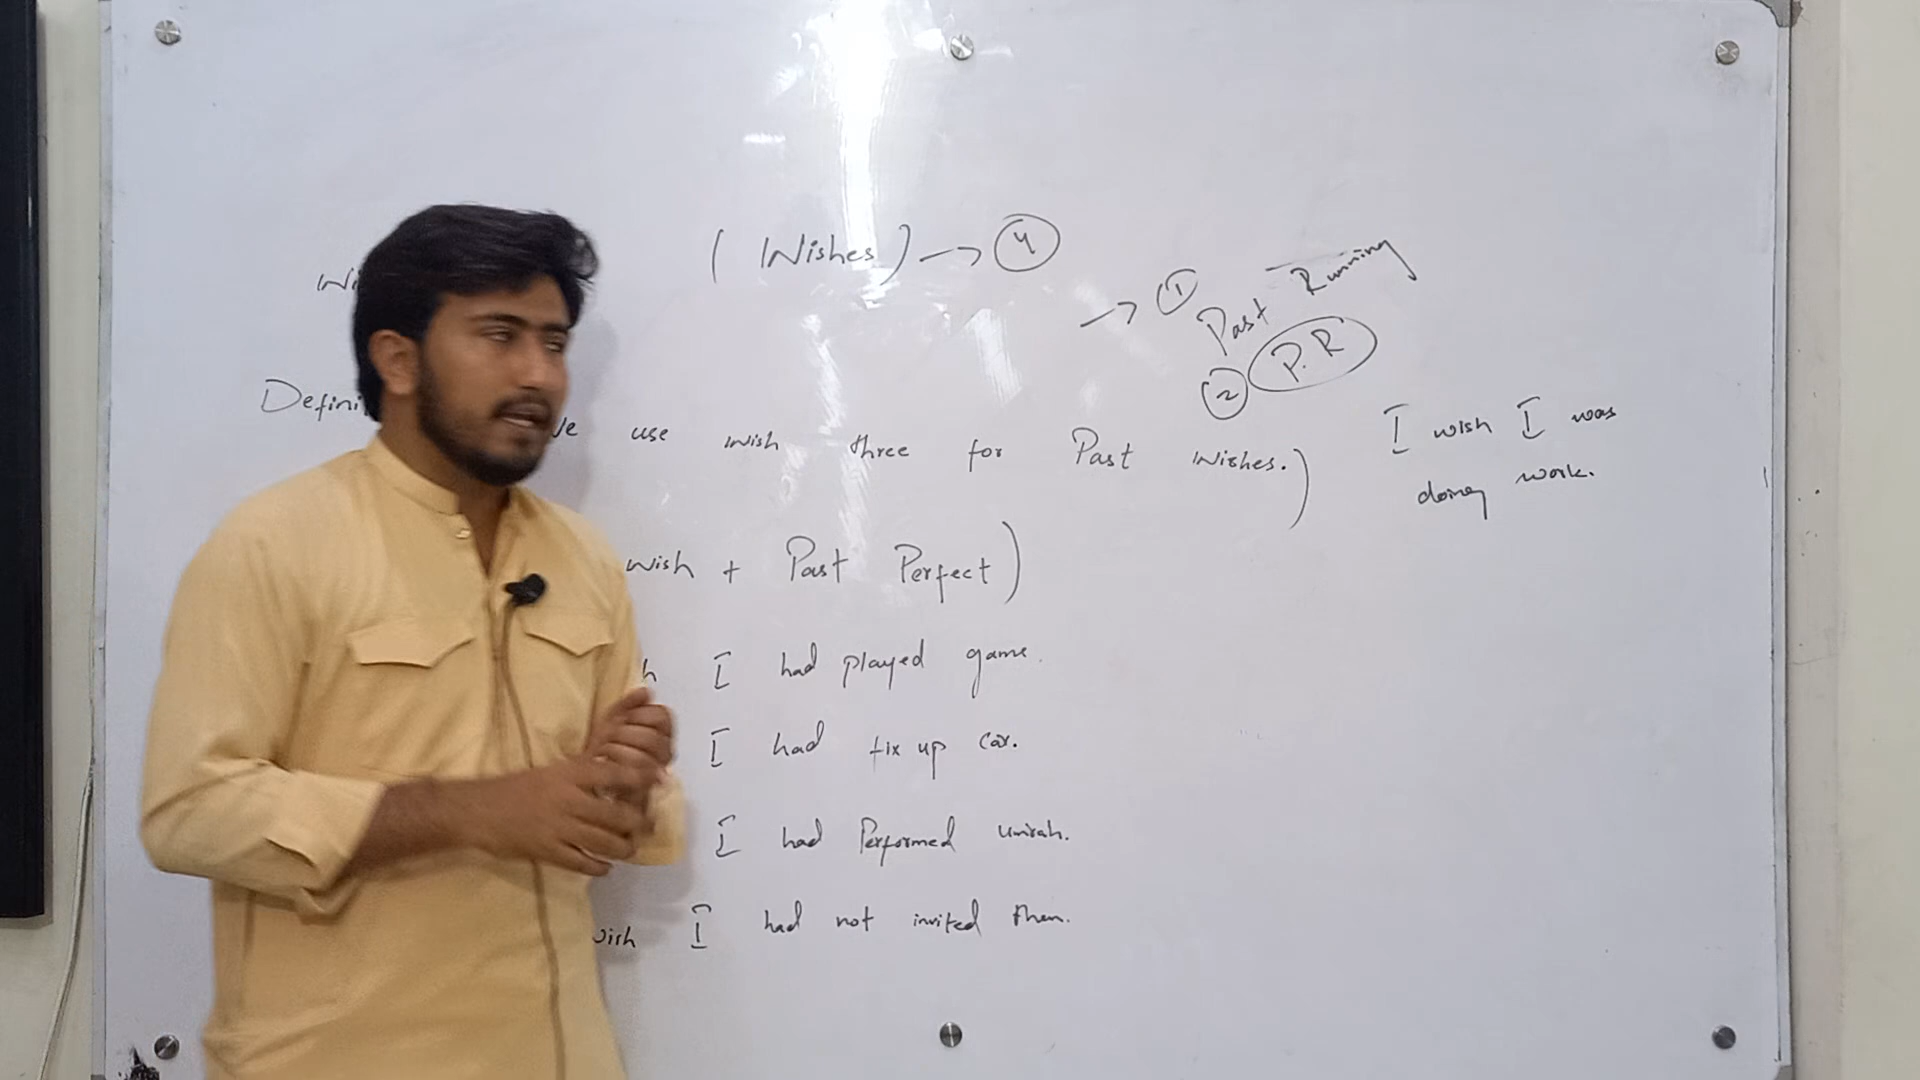 Wi ( Wishes ) → 4
→ 1 Past Running
2 P.R
Defini We use wish three for Past Wishes.)
I wish I was
doing work.
wish + Past Perfect)
h I had played game.
I had fix up car.
I had Performed umrah.
wish I had not invited them.